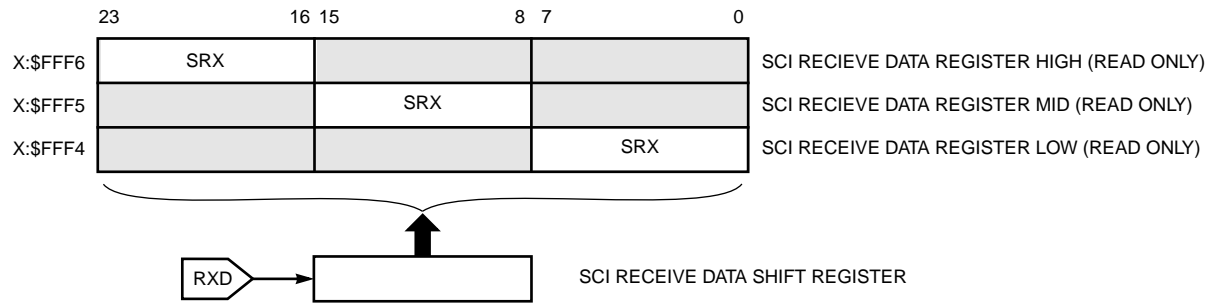 23 16 15 8 7 0
X:$FFF6 SRX SCI RECIEVE DATA REGISTER HIGH (READ ONLY)
X:$FFF5 SRX SCI RECIEVE DATA REGISTER MID (READ ONLY)
X:$FFF4 SRX SCI RECEIVE DATA REGISTER LOW (READ ONLY)
RXD SCI RECEIVE DATA SHIFT REGISTER